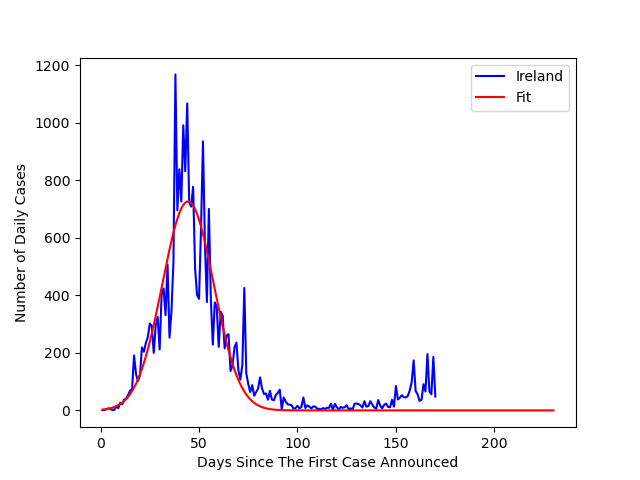 Ireland
Fit
1200
1000
800
600
400
200
0
Number of Daily Cases
0 50 100 150 200
Days Since The First Case Announced